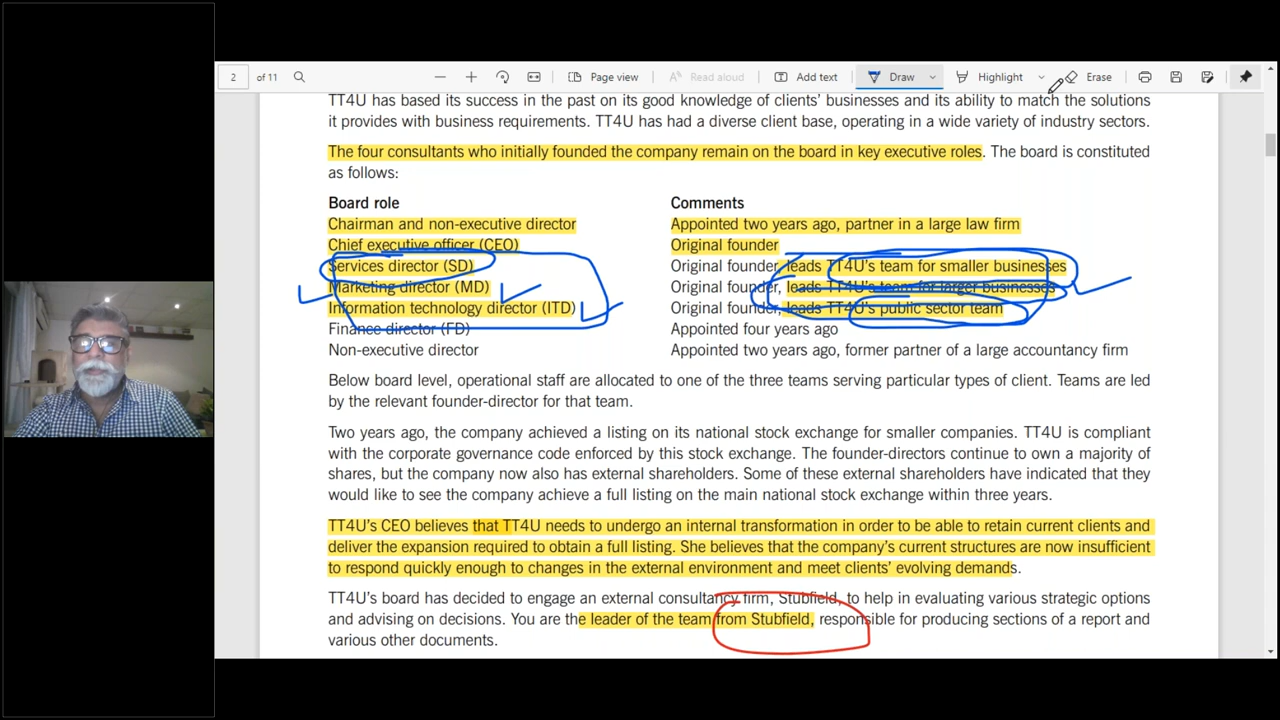 2 of 11 Page view Read aloud Add text Draw Highlight Erase
TT4U has based its success in the past on its good knowledge of clients' businesses and its ability to match the solutions
it provides with business requirements. TT4U has had a diverse client base, operating in a wide variety of industry sectors.
The four consultants who initially founded the company remain on the board in key executive roles. The board is constituted
as follows:
Board role Comments
Chairman and non-executive director Appointed two years ago, partner in a large law firm
Chief executive officer (CEO) Original founder
Services director (SD) Original founder, leads TT4U's team for smaller businesses
Marketing director (MD) Original founder, leads TT4U's team for larger businesses
Information technology director (ITD) Original founder, leads TT4U's public sector team
Finance director (FD) Appointed four years ago
Non-executive director Appointed two years ago, former partner of a large accountancy firm
Below board level, operational staff are allocated to one of the three teams serving particular types of client. Teams are led
by the relevant founder-director for that team.
Two years ago, the company achieved a listing on its national stock exchange for smaller companies. TT4U is compliant
with the corporate governance code enforced by this stock exchange. The founder-directors continue to own a majority of
shares, but the company now also has external shareholders. Some of these external shareholders have indicated that they
would like to see the company achieve a full listing on the main national stock exchange within three years.
TT4U's CEO believes that TT4U needs to undergo an internal transformation in order to be able to retain current clients and
deliver the expansion required to obtain a full listing. She believes that the company's current structures are now insufficient
to respond quickly enough to changes in the external environment and meet clients' evolving demands.
TT4U's board has decided to engage an external consultancy firm, Stubfield, to help in evaluating various strategic options
and advising on decisions. You are the leader of the team from Stubfield, responsible for producing sections of a report and
various other documents.